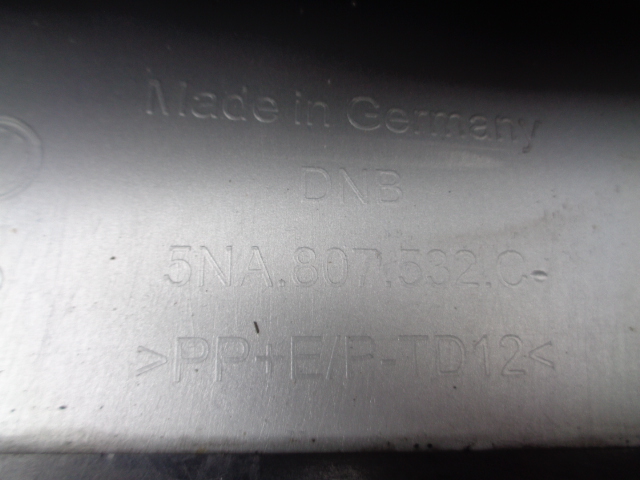 Made in Germany
DNB
5NA.807.532.C
>PP+E/P-TD12<